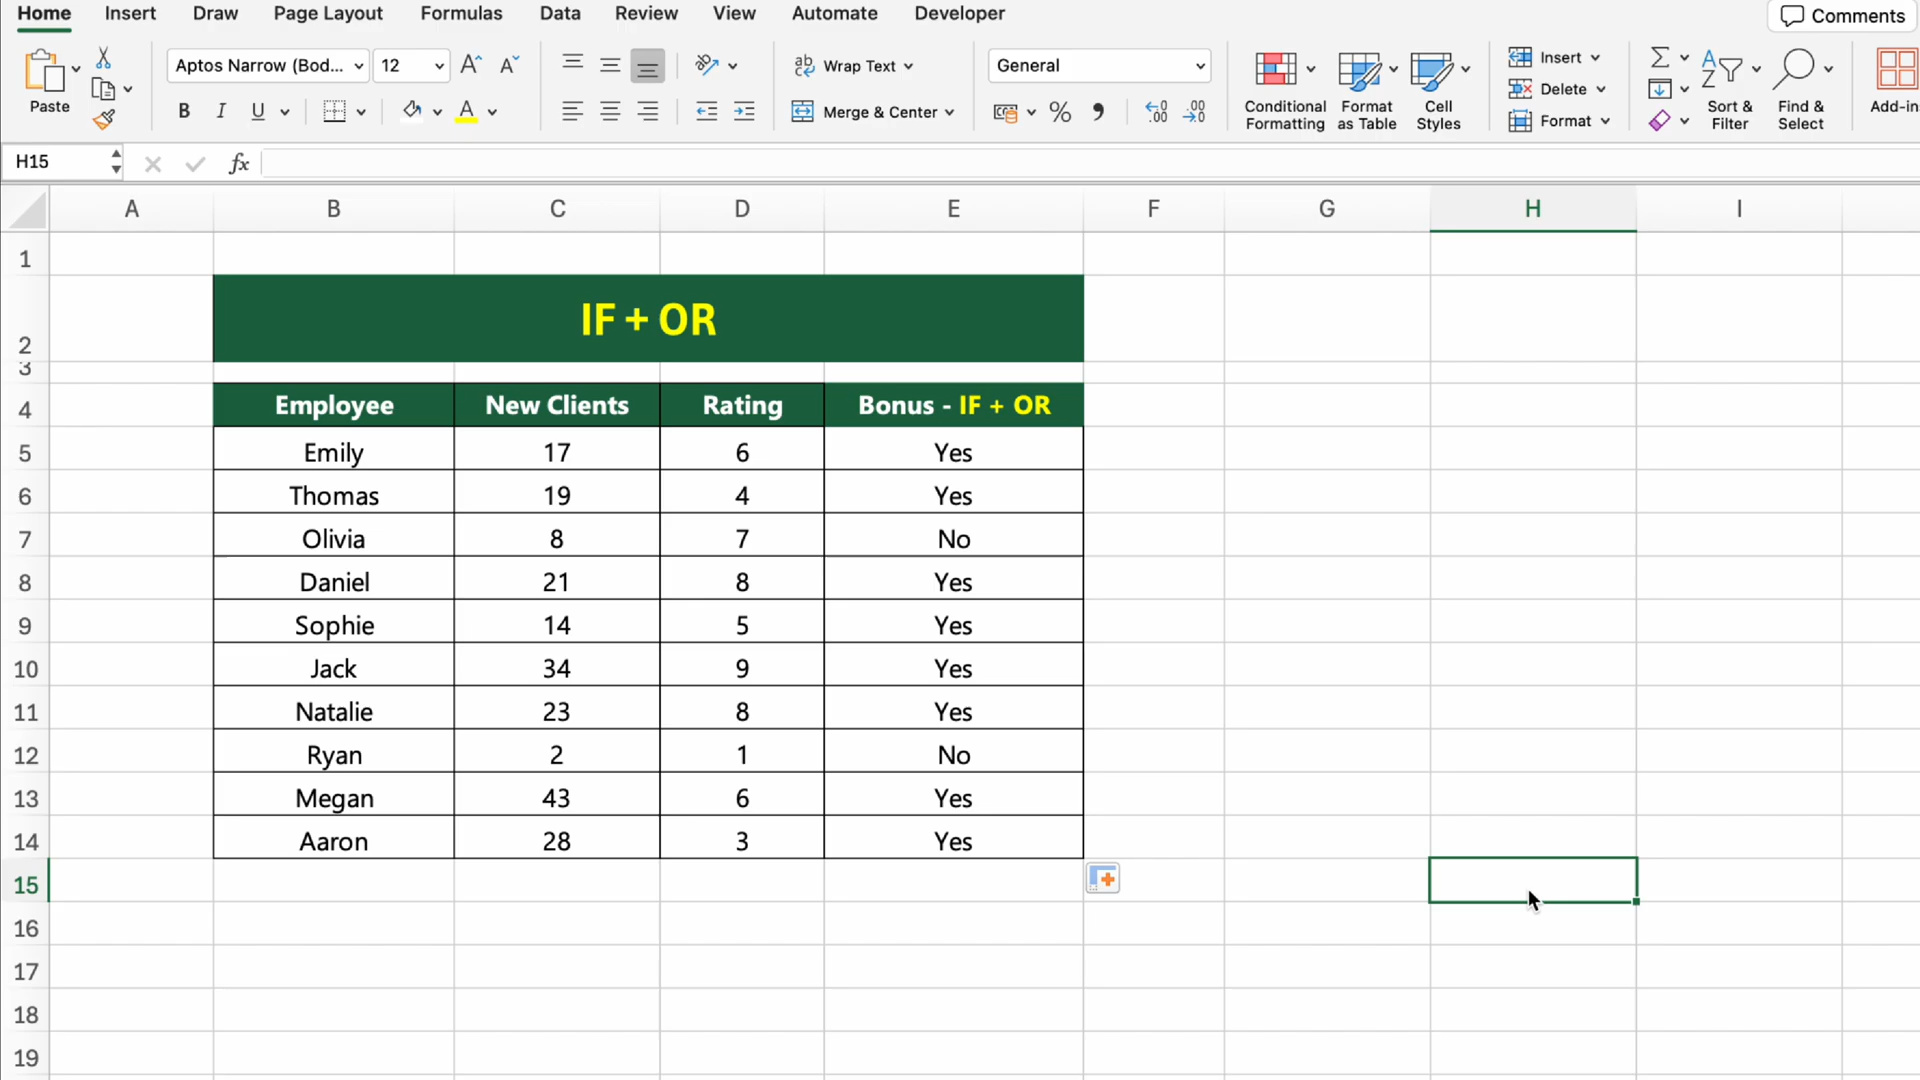 Home Insert Draw Page Layout Formulas Data Review View Automate Developer Comments
Paste
Aptos Narrow (Bod... 12
B I U A
Wrap Text
Merge & Center
General
Conditional Formatting
Format as Table
Cell Styles
Insert
Delete
Format
Sort & Filter
Find & Select
Add-in
H15 fx
A B C D E F G H I
1
2 IF + OR
3
4 Employee New Clients Rating Bonus - IF + OR
5 Emily 17 6 Yes
6 Thomas 19 4 Yes
7 Olivia 8 7 No
8 Daniel 21 8 Yes
9 Sophie 14 5 Yes
10 Jack 34 9 Yes
11 Natalie 23 8 Yes
12 Ryan 2 1 No
13 Megan 43 6 Yes
14 Aaron 28 3 Yes
15
16
17
18
19